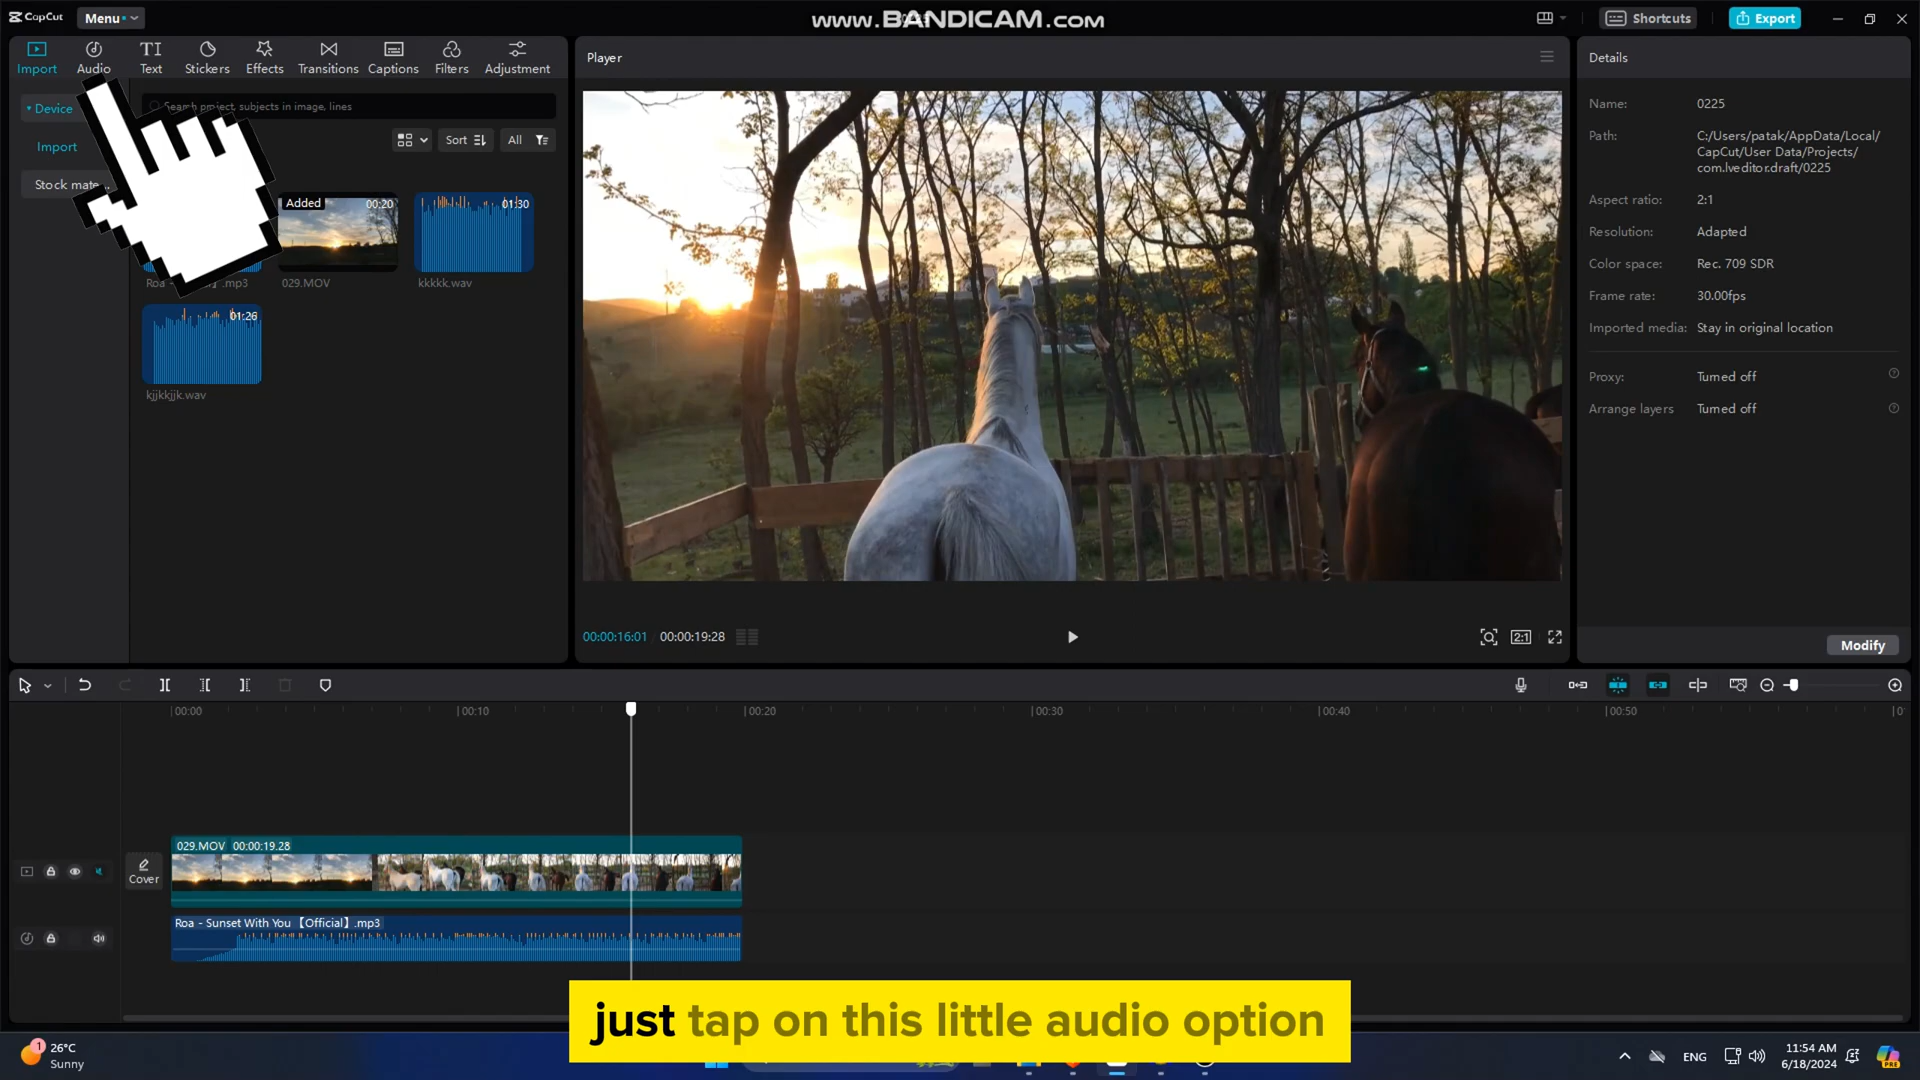 CapCut Menu www.BANDICAM.com Shortcuts Export
Import Audio Text Stickers Effects Transitions Captions Filters Adjustment
Player
Details
Device
Search project, subjects in image, lines
Import
Sort All
Stock mate...
Added 00:20
01:30
Roa - .mp3
029.MOV
kkkkk.wav
01:26
kjjkkjjk.wav
Name: 0225
Path: C:/Users/patak/AppData/Local/
CapCut/User Data/Projects/
com.lveditor.draft/0225
Aspect ratio: 2:1
Resolution: Adapted
Color space: Rec. 709 SDR
Frame rate: 30.00fps
Imported media: Stay in original location
Proxy: Turned off
Arrange layers Turned off
00:00:16:01 00:00:19:28
2:1
Modify
00:00 00:10 00:20 00:30 00:40 00:50
029.MOV 00:00:19.28
Cover
Roa - Sunset With You【Official】.mp3
just tap on this little audio option
1
26°C
Sunny
ENG
11:54 AM
6/18/2024
PRE